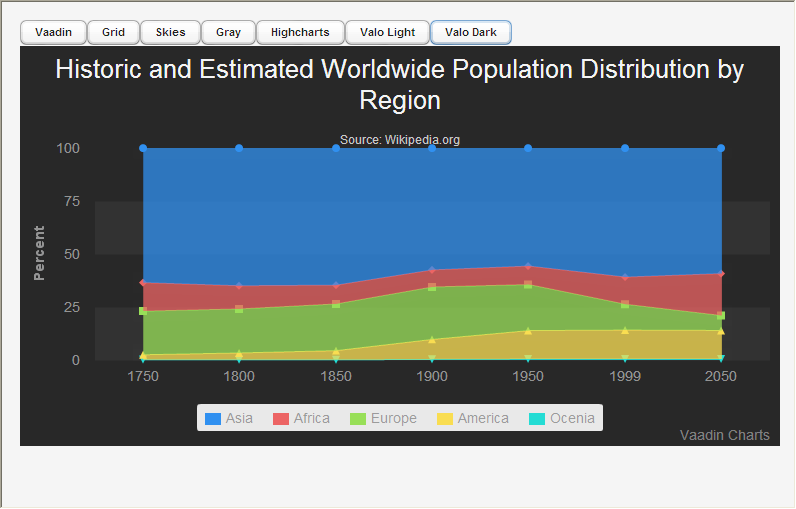 Vaadin Grid Skies Gray Highcharts Valo Light Valo Dark
Historic and Estimated Worldwide Population Distribution by
Region
Source: Wikipedia.org
100
75
50
25
0
Percent
1750 1800 1850 1900 1950 1999 2050
Asia Africa Europe America Ocenia
Vaadin Charts